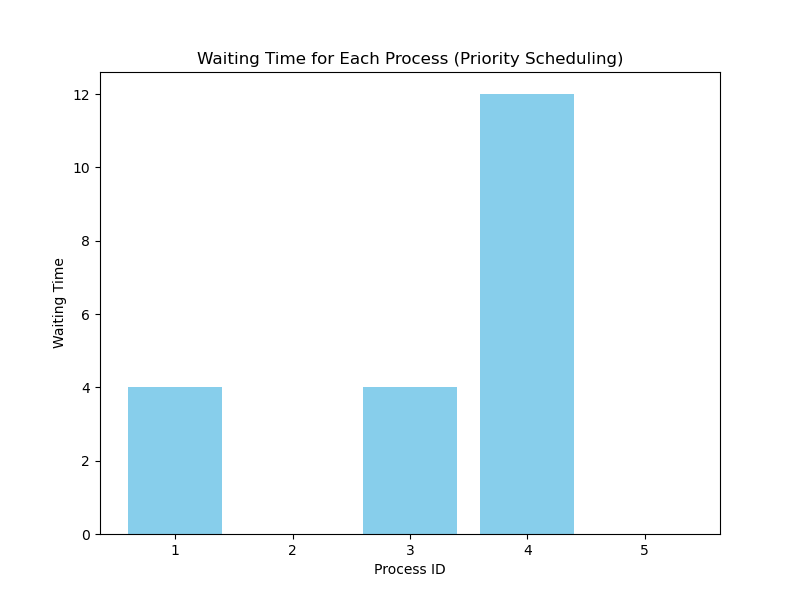 Waiting Time for Each Process (Priority Scheduling)
12
10
8
6
4
2
0
Waiting Time
1 2 3 4 5
Process ID